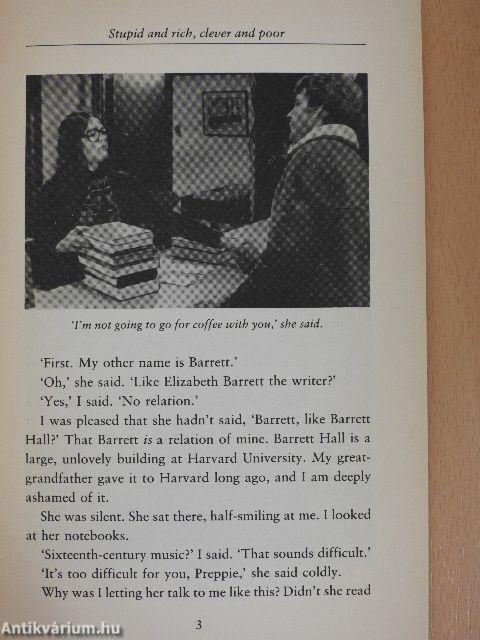 Stupid and rich, clever and poor
'I'm not going to go for coffee with you,' she said.
'First. My other name is Barrett.'
'Oh,' she said. 'Like Elizabeth Barrett the writer?'
'Yes,' I said. 'No relation.'
I was pleased that she hadn't said, 'Barrett, like Barrett
Hall?' That Barrett is a relation of mine. Barrett Hall is a
large, unlovely building at Harvard University. My great-
grandfather gave it to Harvard long ago, and I am deeply
ashamed of it.
She was silent. She sat there, half-smiling at me. I looked
at her notebooks.
'Sixteenth-century music?' I said. 'That sounds difficult.'
'It's too difficult for you, Preppie,' she said coldly.
Why was I letting her talk to me like this? Didn't she read
3
Antikvárium.hu